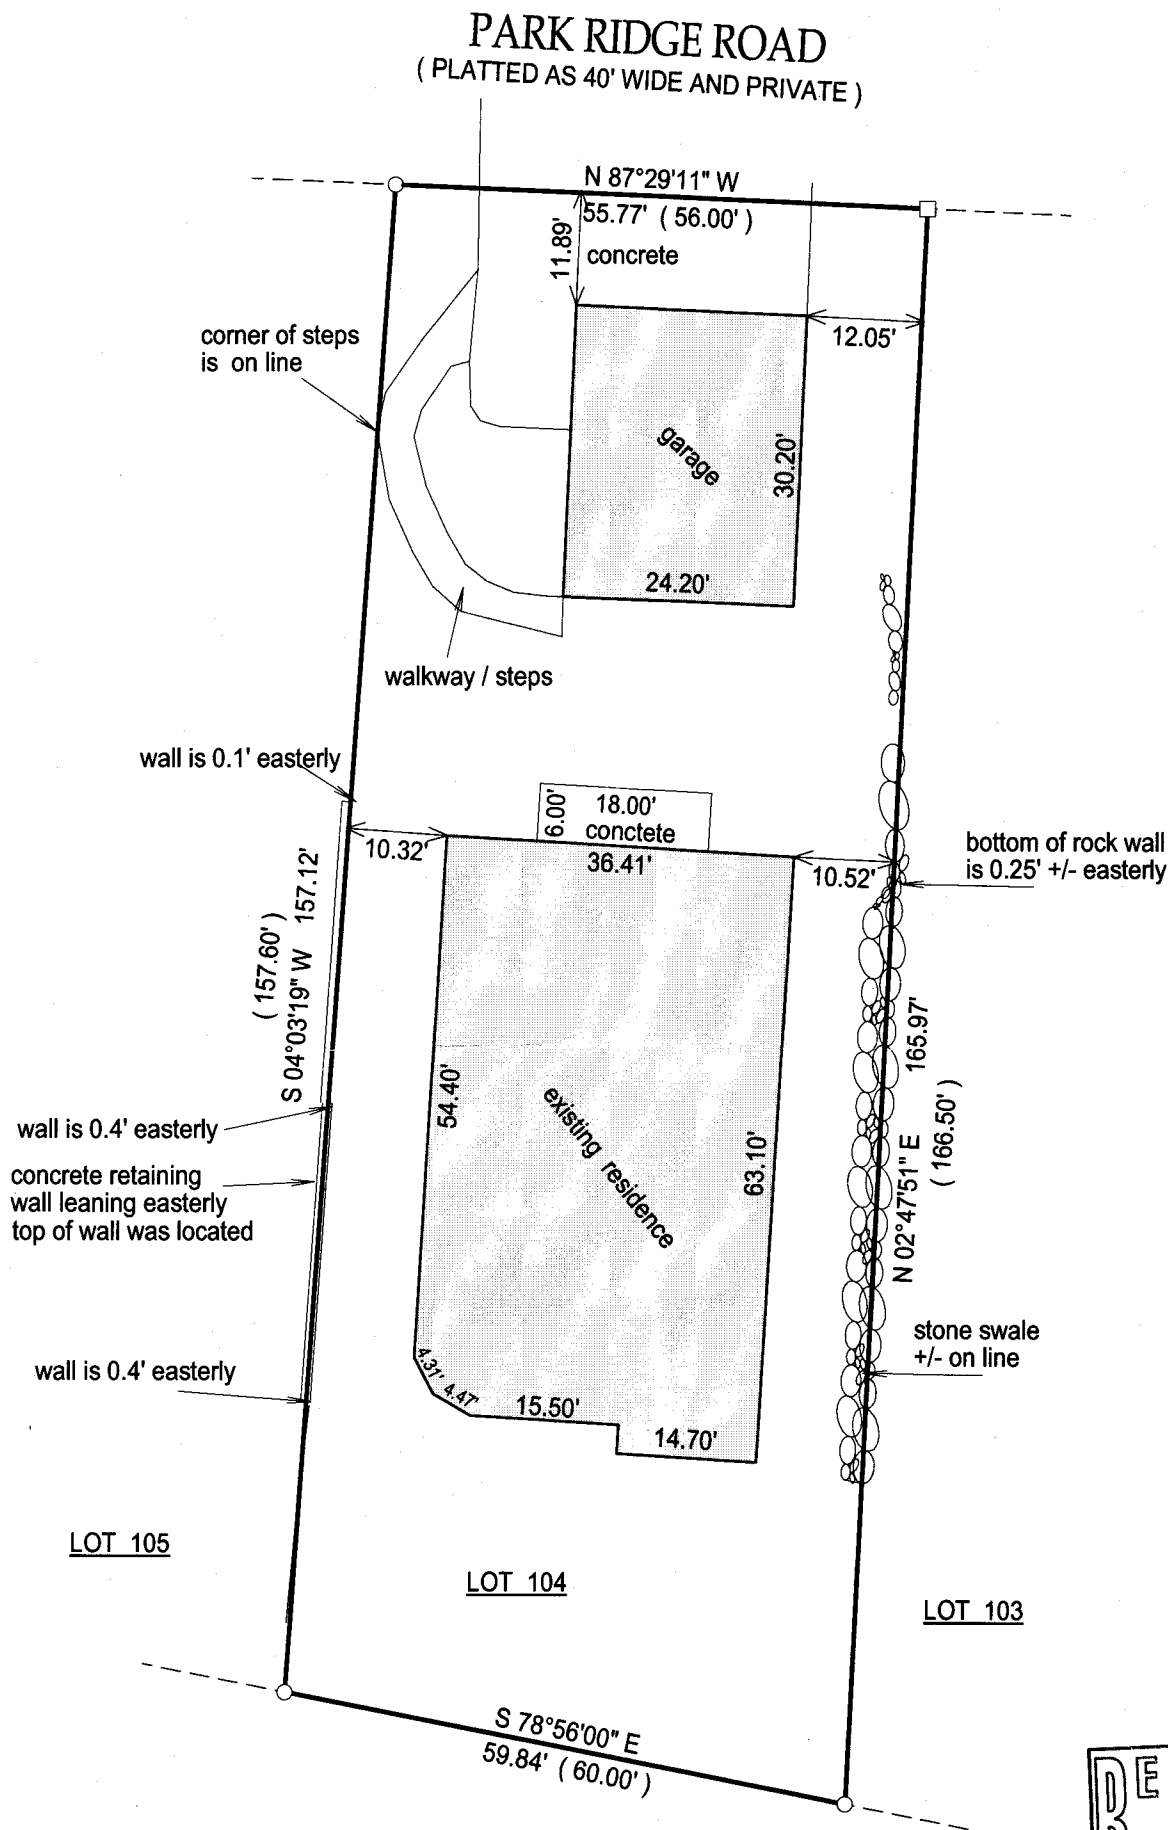 PARK RIDGE ROAD
( PLATTED AS 40' WIDE AND PRIVATE )
N 87°29'11" W
55.77' ( 56.00' )
11.89'
concrete
12.05'
corner of steps
is on line
garage
30.20'
24.20'
walkway / steps
wall is 0.1' easterly
6.00'
18.00'
conctete
10.32'
36.41'
10.52'
bottom of rock wall
is 0.25' +/- easterly
( 157.60' )
S 04°03'19" W 157.12'
N 02°47'51" E 165.97'
( 166.50' )
54.40'
existing residence
63.10'
wall is 0.4' easterly
concrete retaining
wall leaning easterly
top of wall was located
stone swale
+/- on line
wall is 0.4' easterly
4.31'
4.47'
15.50'
14.70'
LOT 105
LOT 104
LOT 103
S 78°56'00" E
59.84' ( 60.00' )
DE